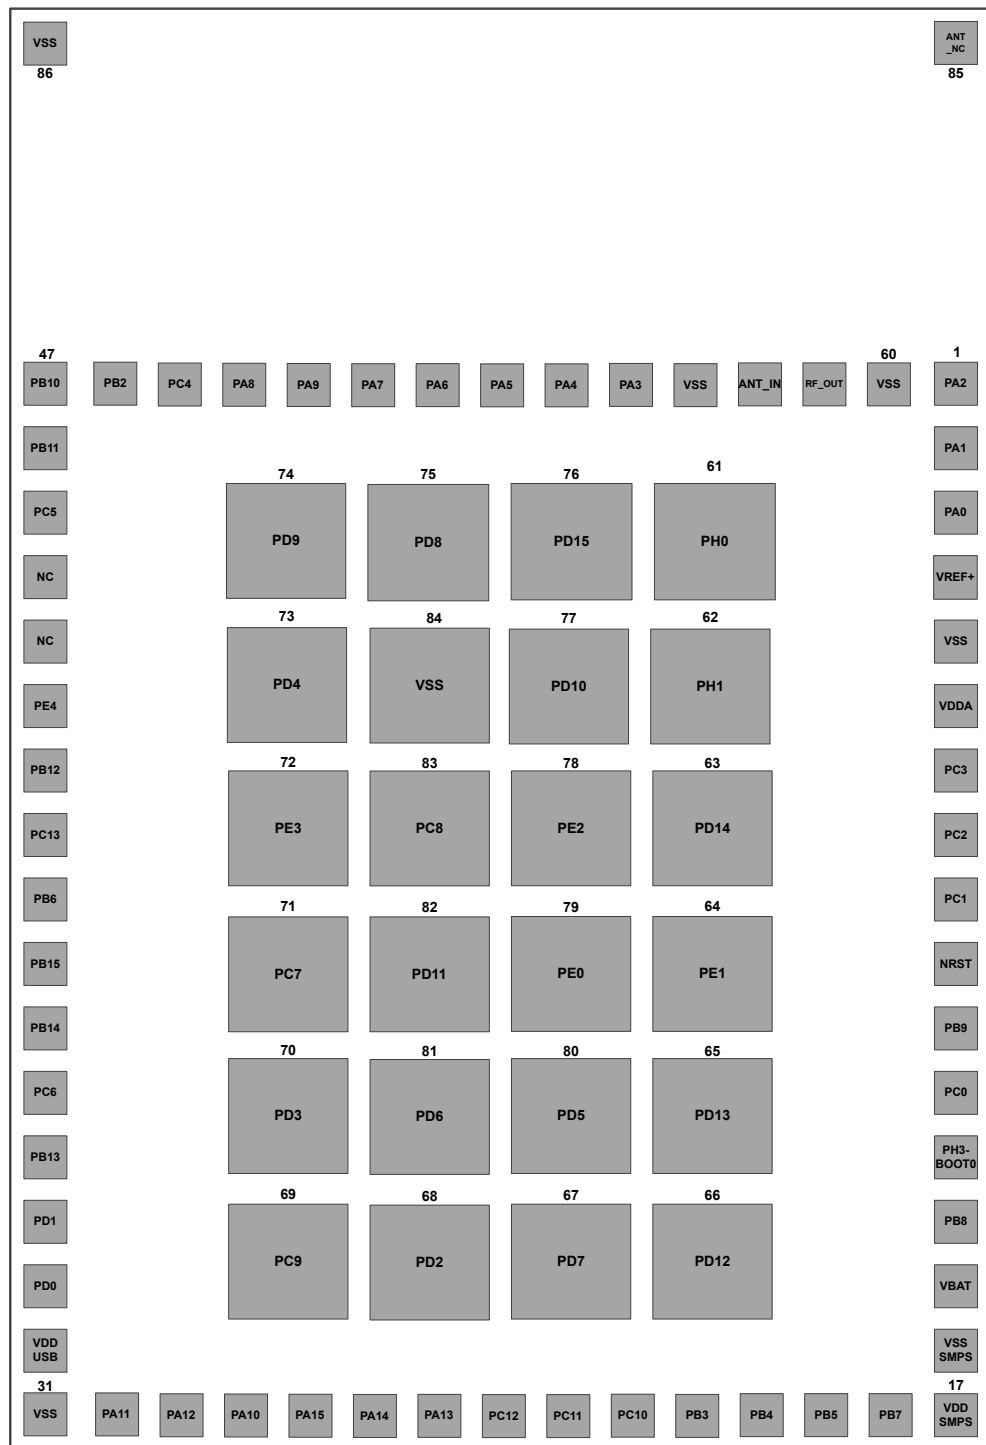 VSS
ANT
_NC
86
85
47
60
1
PB10
PB2
PC4
PA8
PA9
PA7
PA6
PA5
PA4
PA3
VSS
ANT_IN
RF_OUT
VSS
PA2
PB11
PA1
74
75
76
61
PC5
PD9
PD8
PD15
PH0
PA0
NC
VREF+
73
84
77
62
NC
PD4
VSS
PD10
PH1
VSS
PE4
VDDA
72
83
78
63
PB12
PC3
PC13
PE3
PC8
PE2
PD14
PC2
PB6
PC1
71
82
79
64
PB15
PC7
PD11
PE0
PE1
NRST
PB14
PB9
70
81
80
65
PC6
PD3
PD6
PD5
PD13
PC0
PB13
PH3-
BOOT0
69
68
67
66
PD1
PB8
PD0
PC9
PD2
PD7
PD12
VBAT
VDD
USB
VSS
SMPS
31
17
VSS
PA11
PA12
PA10
PA15
PA14
PA13
PC12
PC11
PC10
PB3
PB4
PB5
PB7
VDD
SMPS